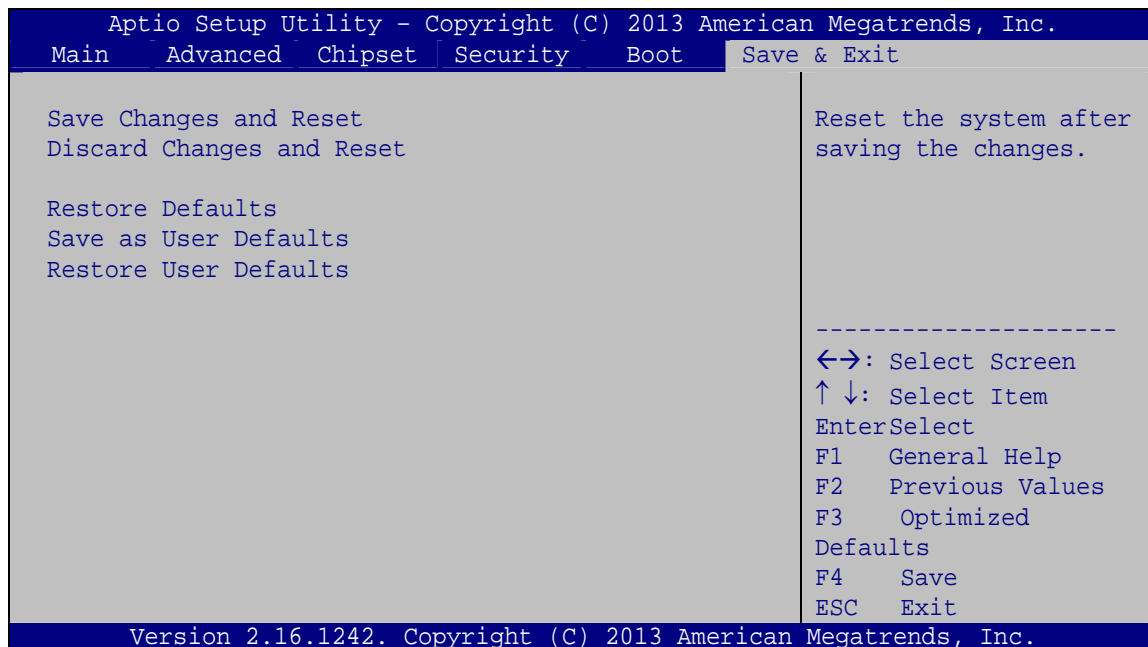 Aptio Setup Utility – Copyright (C) 2013 American Megatrends, Inc.
Main Advanced Chipset Security Boot Save & Exit
Save Changes and Reset
Discard Changes and Reset
Restore Defaults
Save as User Defaults
Restore User Defaults
Reset the system after
saving the changes.
---------------------
←→: Select Screen
↑ ↓: Select Item
EnterSelect
F1 General Help
F2 Previous Values
F3 Optimized
Defaults
F4 Save
ESC Exit
Version 2.16.1242. Copyright (C) 2013 American Megatrends, Inc.